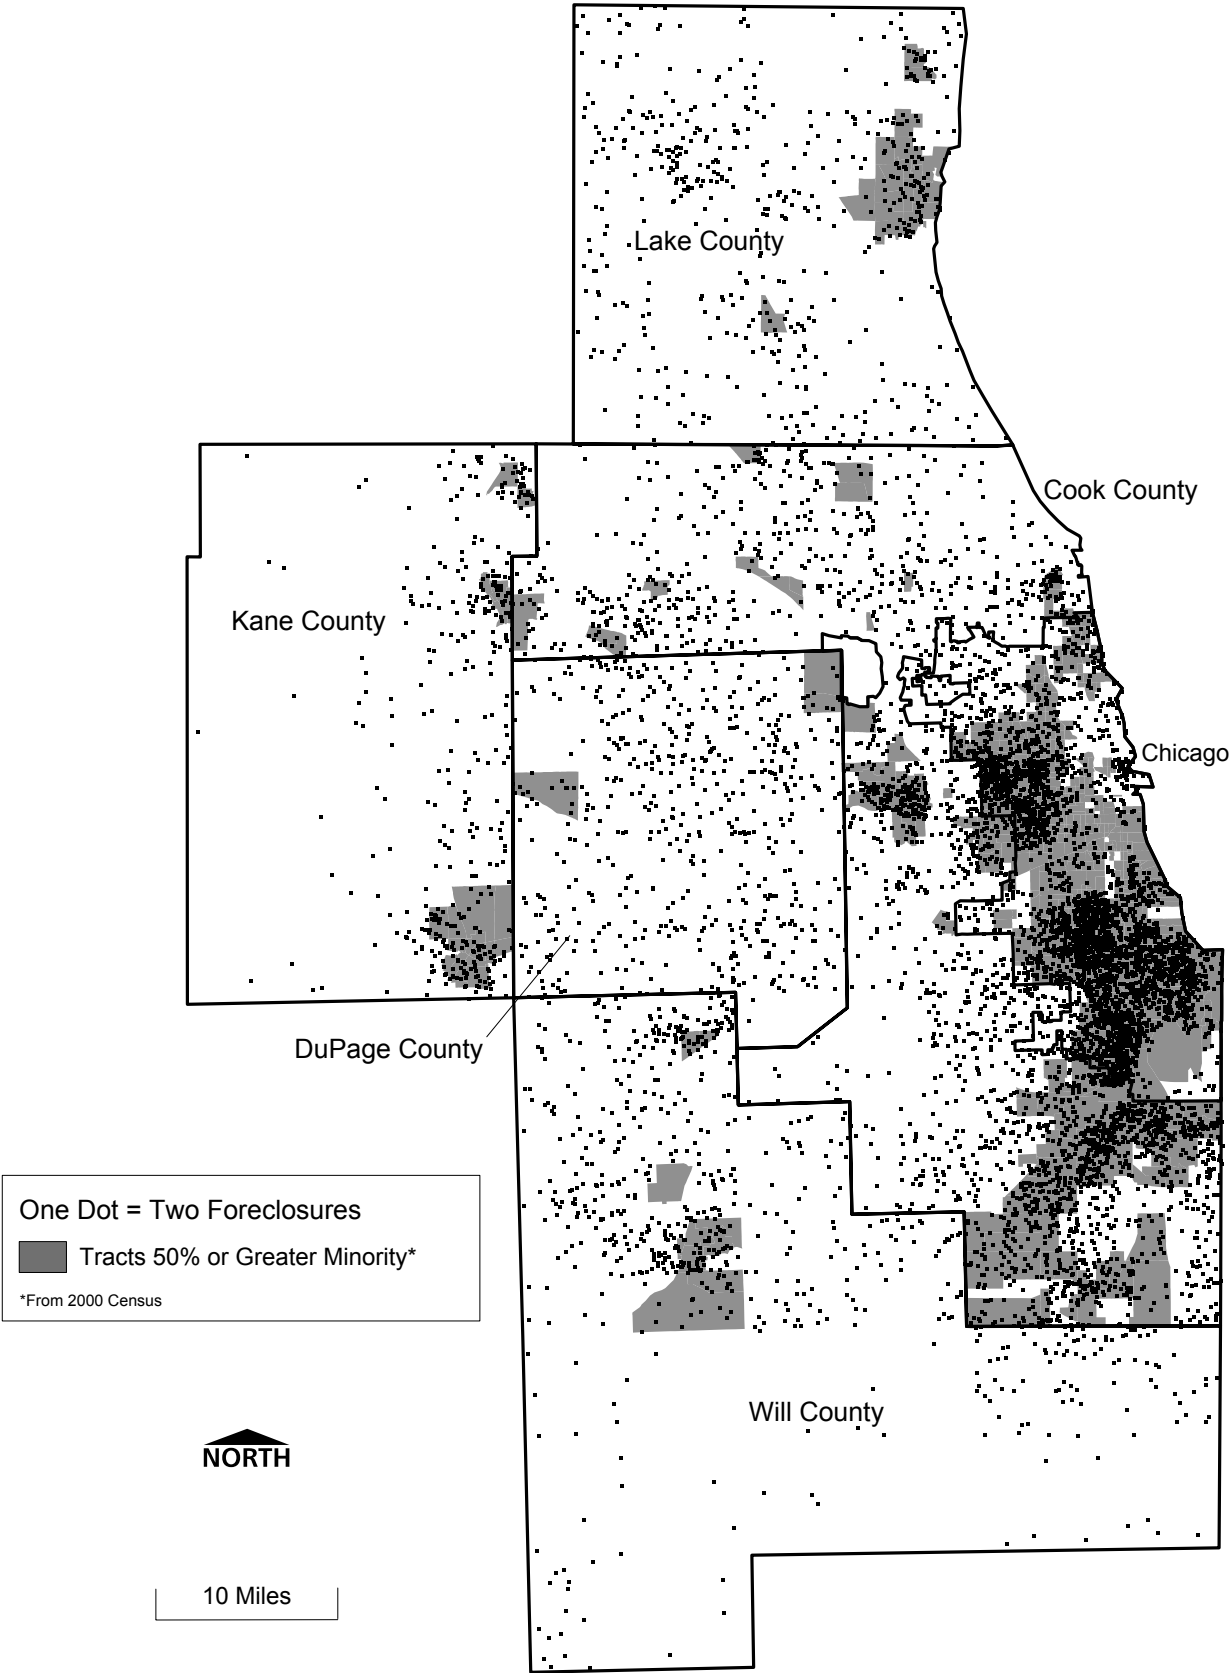 Lake County
Cook County
Kane County
Chicago
DuPage County
One Dot = Two Foreclosures
Tracts 50% or Greater Minority*
*From 2000 Census
Will County
NORTH
10 Miles